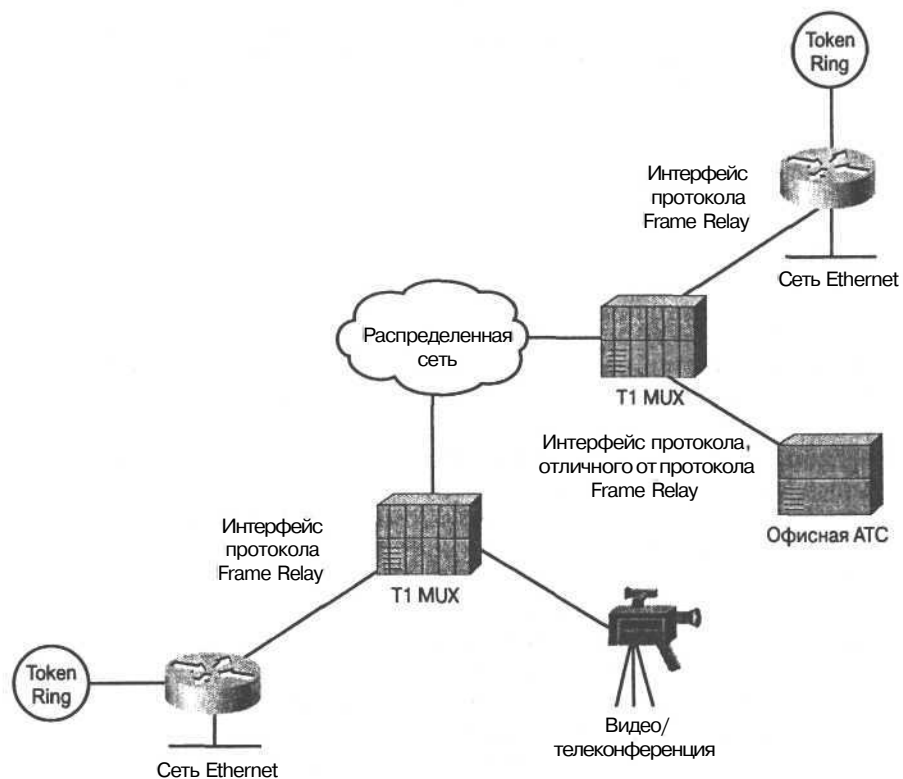 Token
Ring
Интерфейс
протокола
Frame Relay
Сеть Ethernet
Распределенная
сеть
T1 MUX
Интерфейс протокола,
отличного от протокола
Frame Relay
Офисная АТС
Интерфейс
протокола
Frame Relay
T1 MUX
Token
Ring
Сеть Ethernet
Видео/
телеконференция